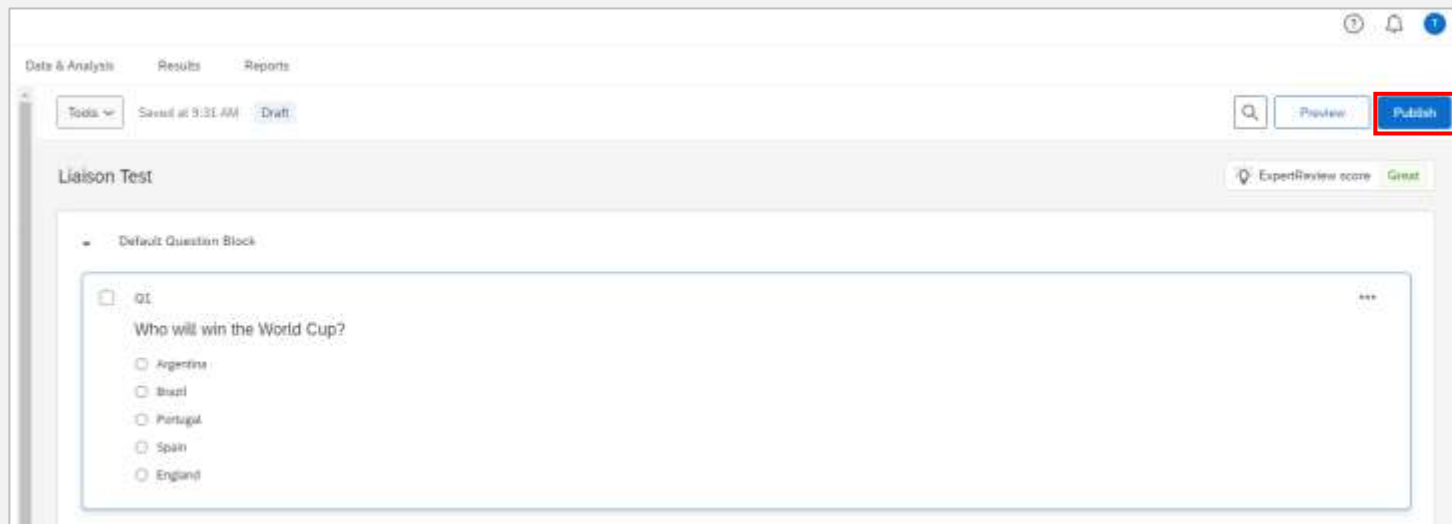 T
Data & Analysis Results Reports
Tools Saved at 9:31 AM Draft Preview Publish
Liaison Test ExpertReview score Great
Default Question Block
Q1
Who will win the World Cup?
Argentina
Brazil
Portugal
Spain
England